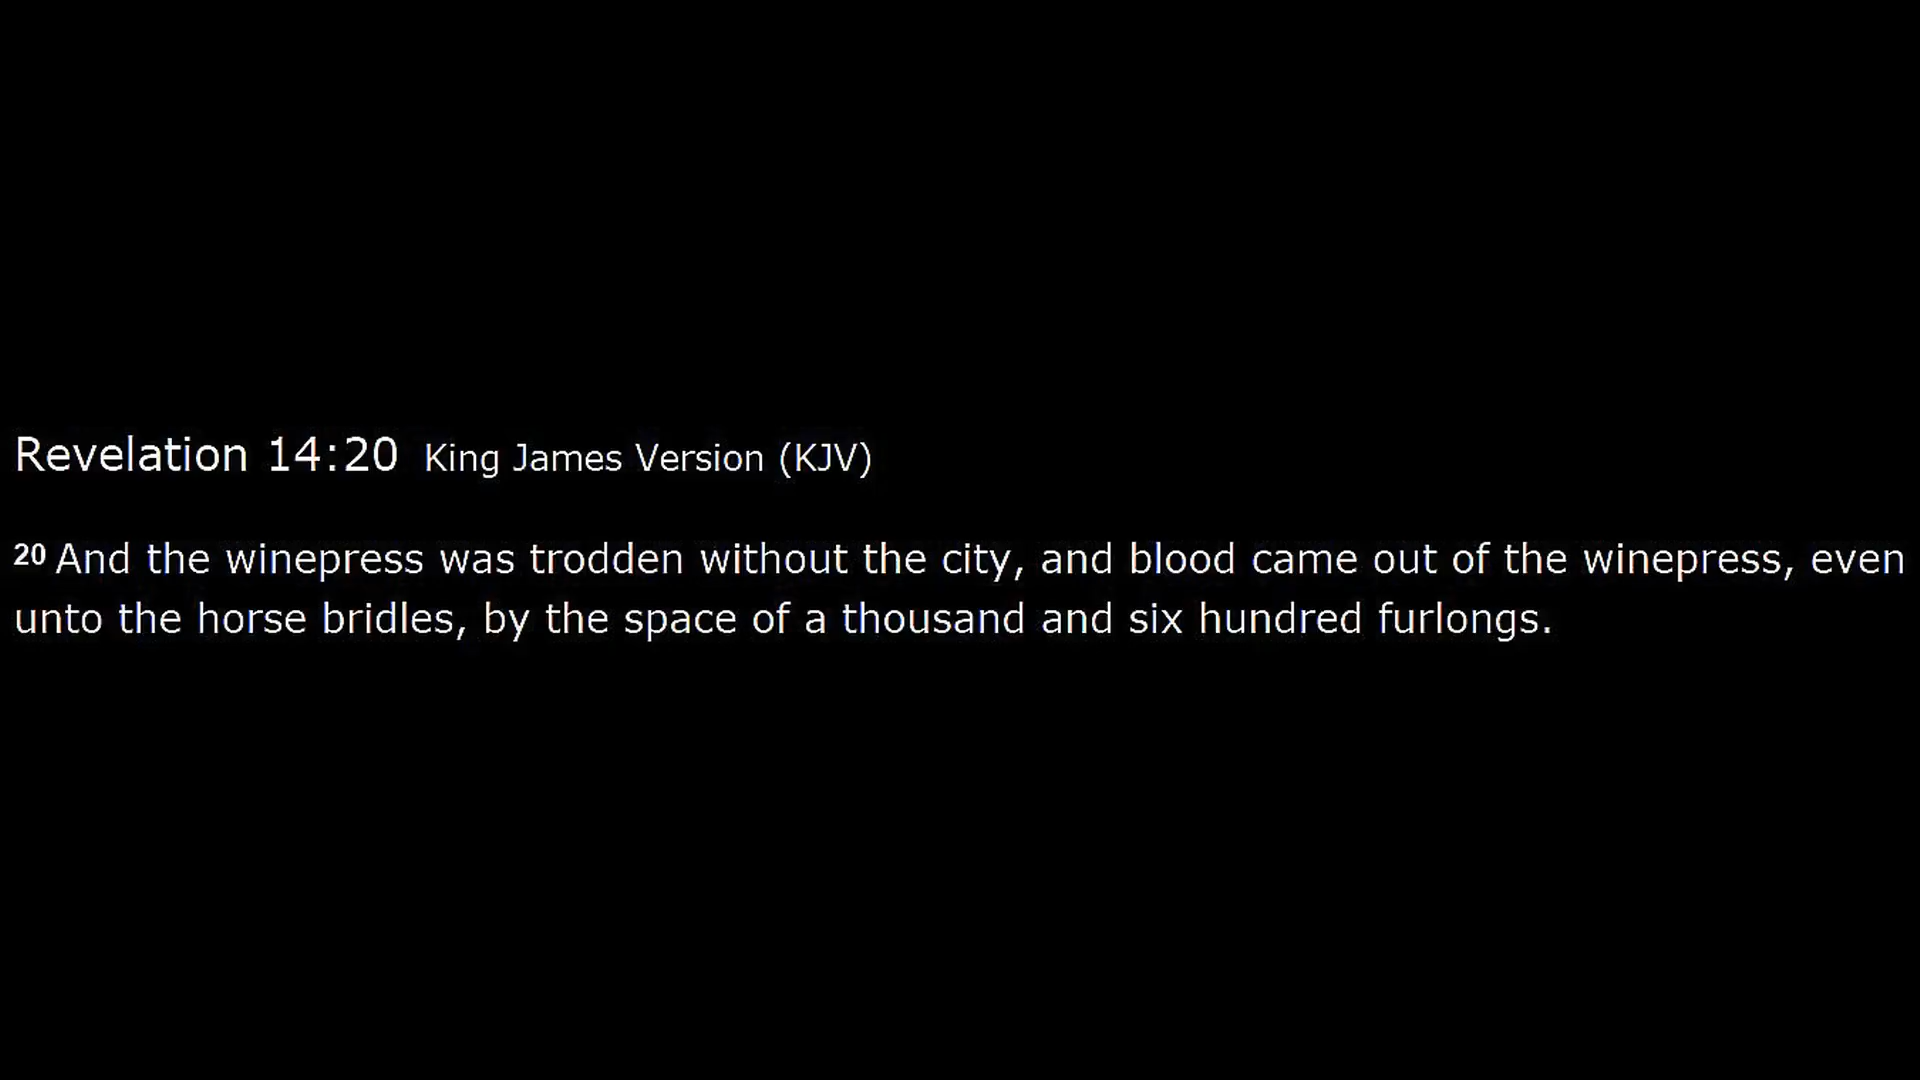 Revelation 14:20 King James Version (KJV)
20 And the winepress was trodden without the city, and blood came out of the winepress, even
unto the horse bridles, by the space of a thousand and six hundred furlongs.